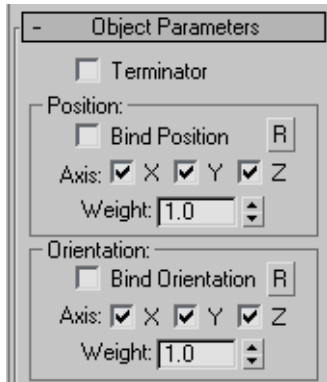 - Object Parameters
Terminator
Position:
Bind Position R
Axis: X Y Z
Weight: 1.0
Orientation:
Bind Orientation R
Axis: X Y Z
Weight: 1.0